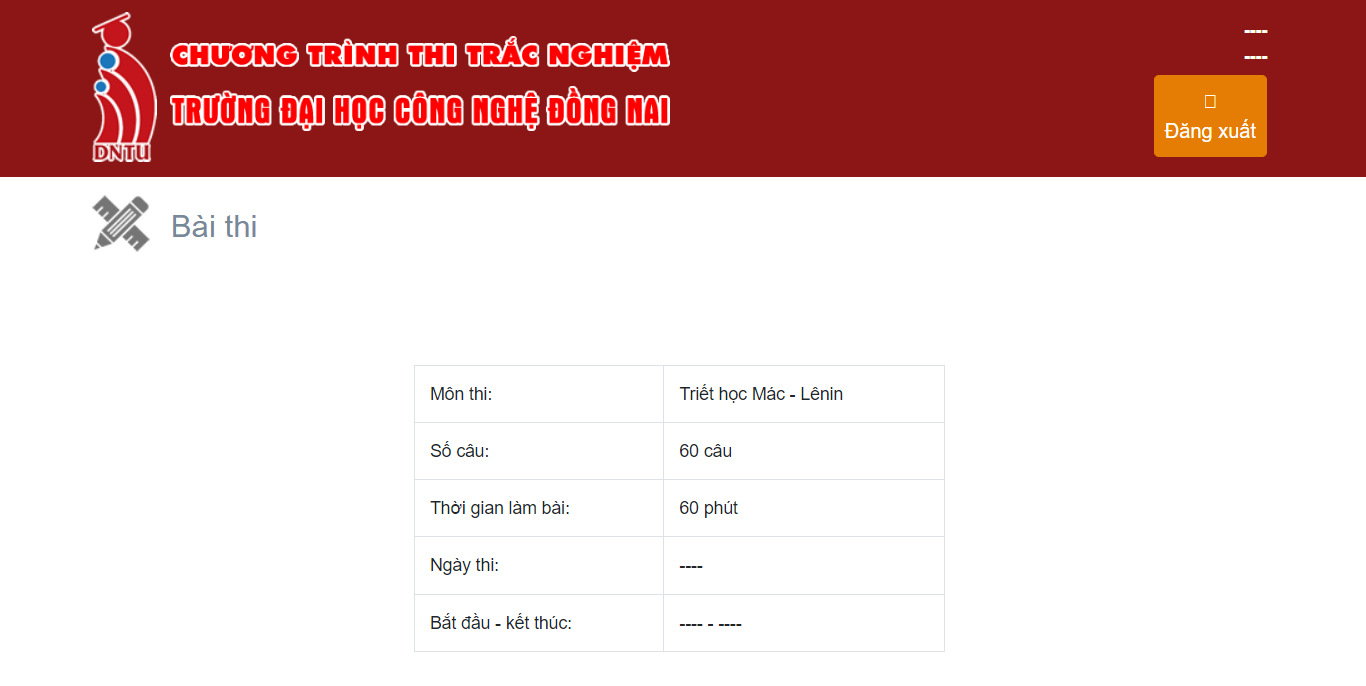 CHƯƠNG TRÌNH THI TRẮC NGHIỆM
TRƯỜNG ĐẠI HỌC CÔNG NGHỆ ĐỒNG NAI
DNTU
----
----
Đăng xuất
Bài thi
Môn thi: Triết học Mác - Lênin
Số câu: 60 câu
Thời gian làm bài: 60 phút
Ngày thi: ----
Bắt đầu - kết thúc: ---- - ----